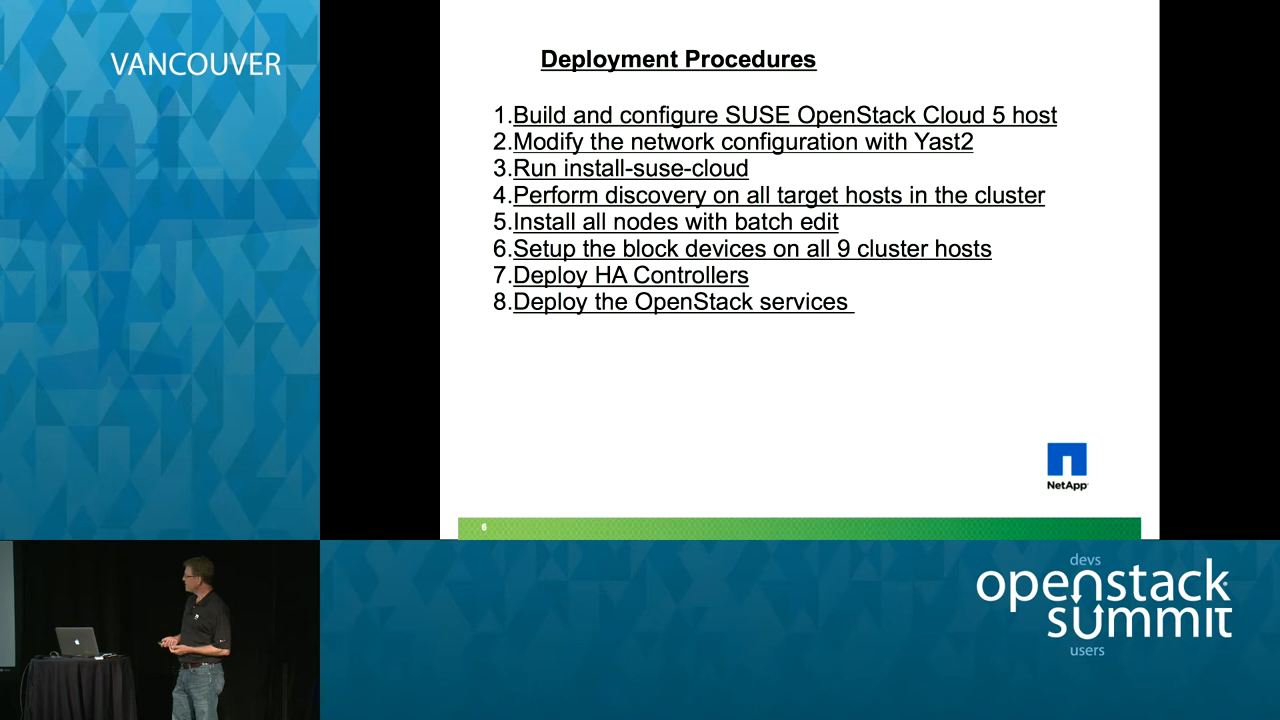 VANCOUVER
Deployment Procedures
1.Build and configure SUSE OpenStack Cloud 5 host
2.Modify the network configuration with Yast2
3.Run install-suse-cloud
4.Perform discovery on all target hosts in the cluster
5.Install all nodes with batch edit
6.Setup the block devices on all 9 cluster hosts
7.Deploy HA Controllers
8.Deploy the OpenStack services
NetApp
6
devs
openstack
summit
users